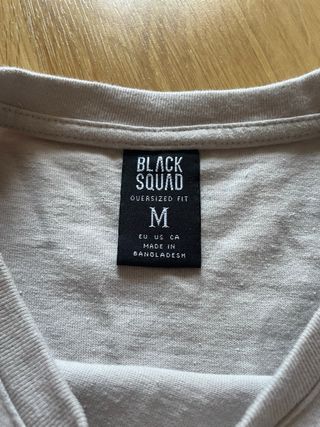 BLACK
SQUAD
OVERSIZED FIT
M
EU US CA
MADE IN
BANGLADESH